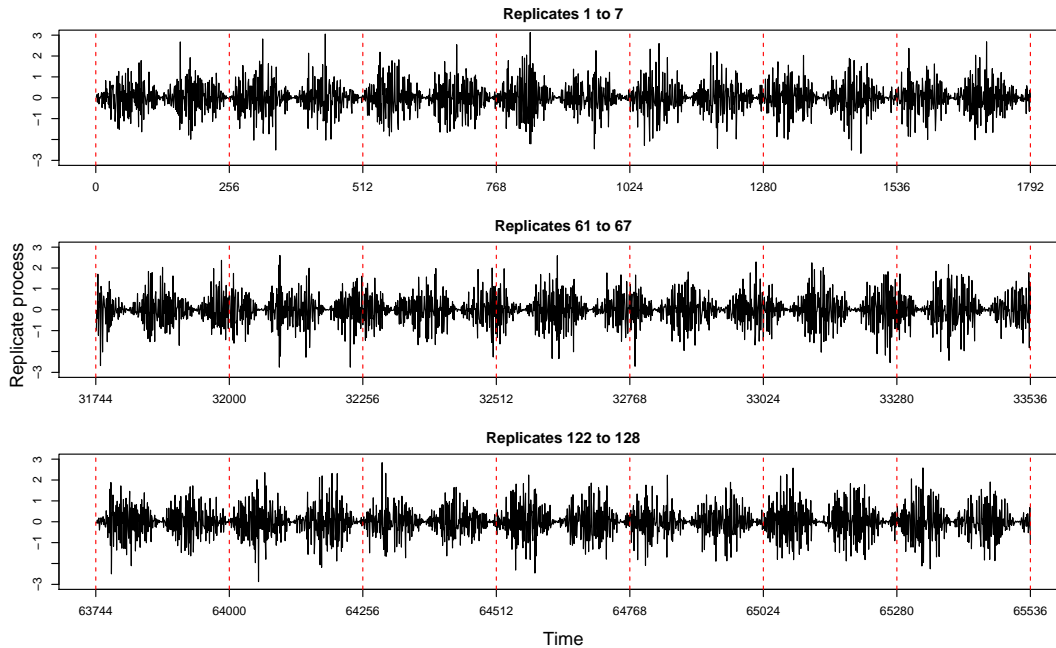 Replicates 1 to 7
3
2
1
0
−1
−3
0 256 512 768 1024 1280 1536 1792
Replicates 61 to 67
3
2
1
0
−1
−3
31744 32000 32256 32512 32768 33024 33280 33536
Replicate process
Replicates 122 to 128
3
2
1
0
−1
−3
63744 64000 64256 64512 64768 65024 65280 65536
Time